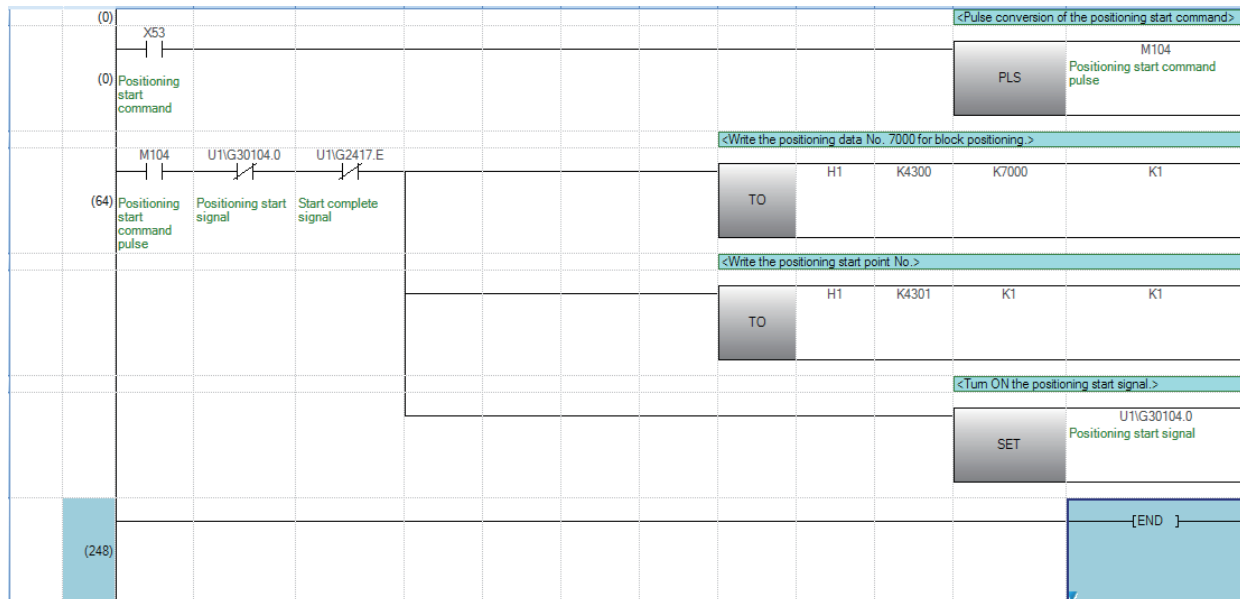 (0)
<Pulse conversion of the positioning start command>
X53
M104
(0)
Positioning
start
command
PLS
Positioning start command
pulse
<Write the positioning data No. 7000 for block positioning.>
M104 U1\G30104.0 U1\G2417.E
H1 K4300 K7000 K1
(64)
Positioning
start
command
pulse
Positioning start
signal
Start complete
signal
TO
<Write the positioning start point No.>
H1 K4301 K1 K1
TO
<Turn ON the positioning start signal.>
U1\G30104.0
SET
Positioning start signal
(248)
[END ]